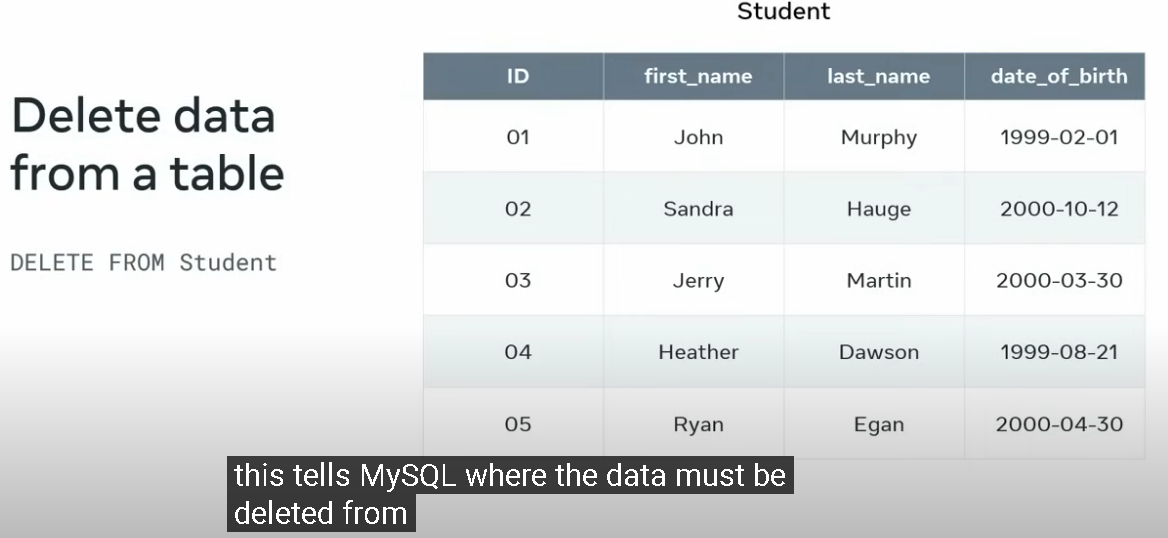 Student
Delete data
from a table
DELETE FROM Student
ID first_name last_name date_of_birth
01 John Murphy 1999-02-01
02 Sandra Hauge 2000-10-12
03 Jerry Martin 2000-03-30
04 Heather Dawson 1999-08-21
05 Ryan Egan 2000-04-30
this tells MySQL where the data must be
deleted from